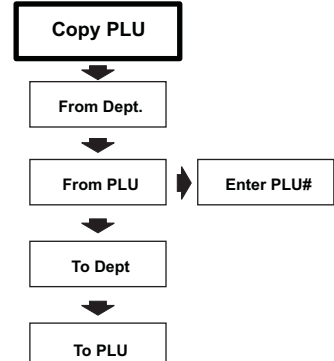 Copy PLU
From Dept.
From PLU
Enter PLU#
To Dept
To PLU